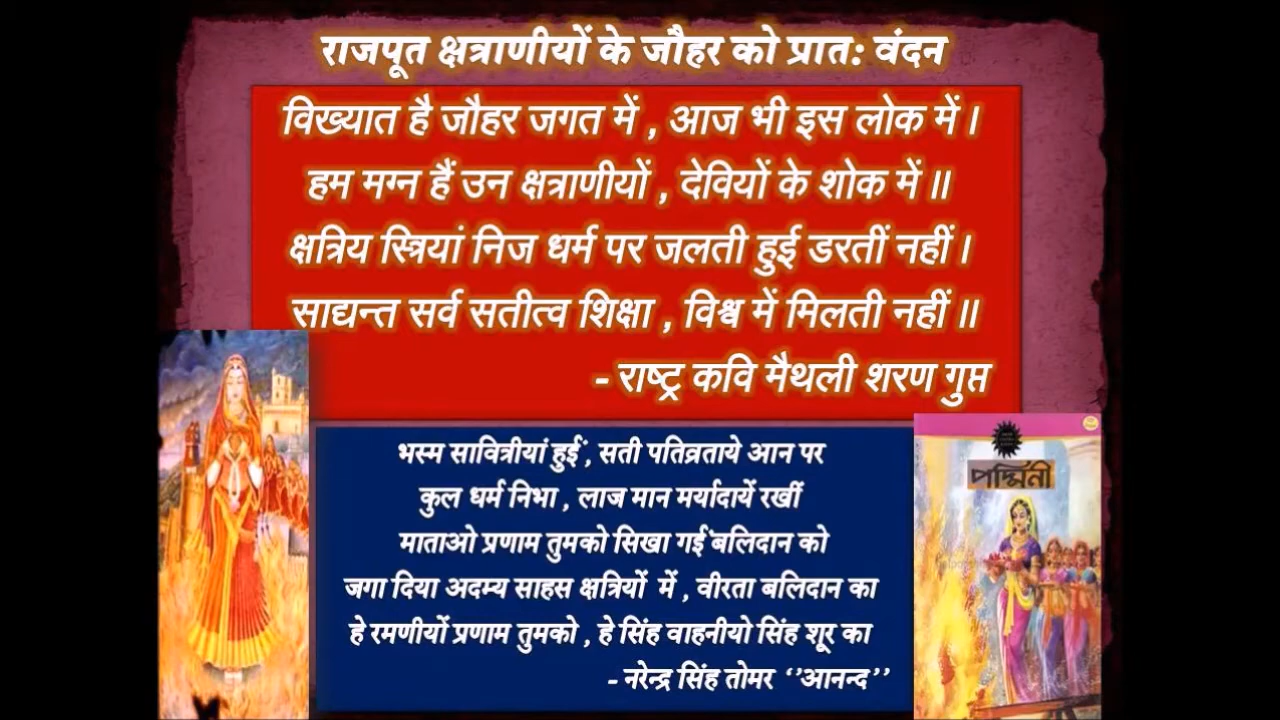 राजपूत क्षत्राणीयों के जौहर को प्रात: वंदन
विख्यात है जौहर जगत में , आज भी इस लोक में ।
हम मग्न हैं उन क्षत्राणीयों , देवियों के शोक में ॥
क्षत्रिय स्त्रियां निज धर्म पर जलती हुई डरतीं नहीं ।
साद्यन्त सर्व सतीत्व शिक्षा , विश्व में मिलती नहीं ॥
- राष्ट्र कवि मैथली शरण गुप्त
भस्म सावित्रीयां हुईं , सती पतिव्रताये आन पर
कुल धर्म निभा , लाज मान मर्यादायें रखीं
माताओ प्रणाम तुमको सिखा गईं बलिदान को
जगा दिया अदम्य साहस क्षत्रियों में , वीरता बलिदान का
हे रमणीयों प्रणाम तुमको , हे सिंह वाहनीयो सिंह शूर का
- नरेन्द्र सिंह तोमर ‘’आनन्द’’
पद्मिनी